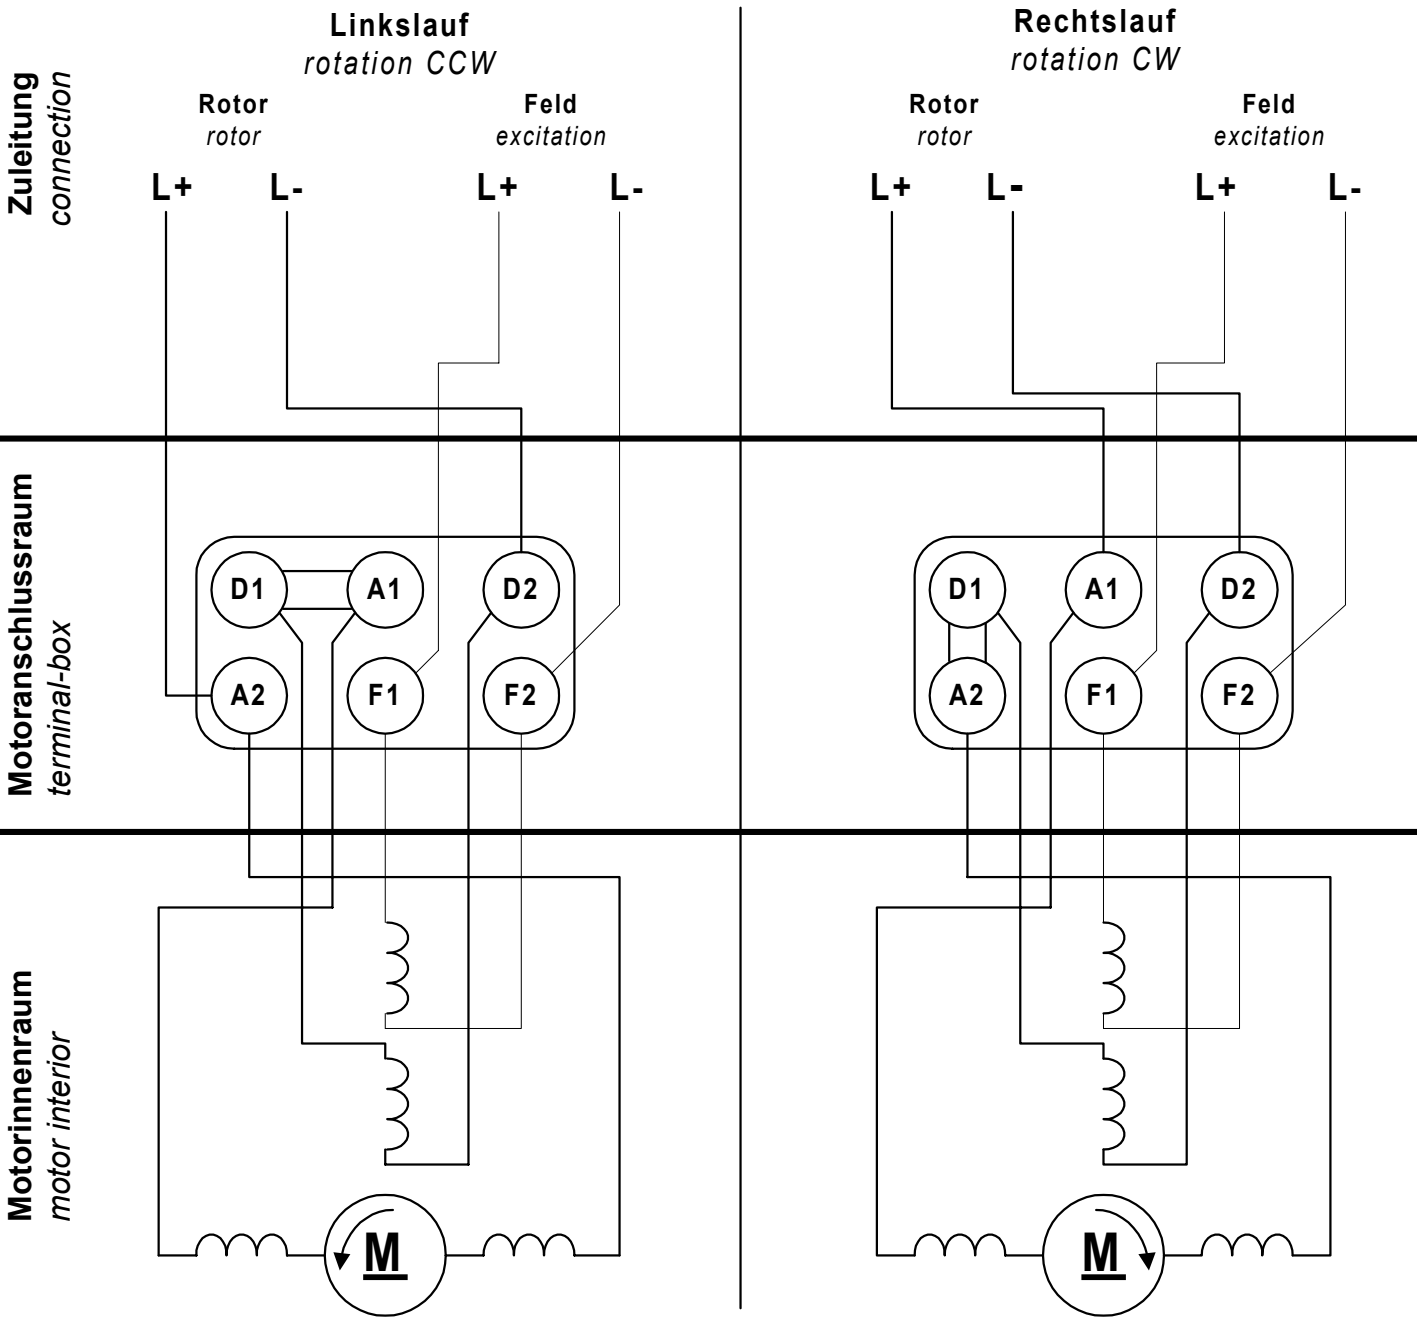 Linkslauf
rotation CCW
Rechtslauf
rotation CW
Zuleitung
connection
Rotor
rotor
Feld
excitation
Rotor
rotor
Feld
excitation
L+ L- L+ L-
L+ L- L+ L-
Motoranschlussraum
terminal-box
D1 A1 D2
A2 F1 F2
D1 A1 D2
A2 F1 F2
Motorinnenraum
motor interior
M
M